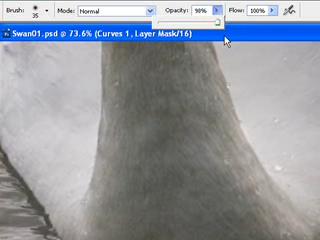 Brush: 35 Mode: Normal Opacity: 98% Flow: 100%
Swan01.psd @ 73.6% (Curves 1, Layer Mask/16)